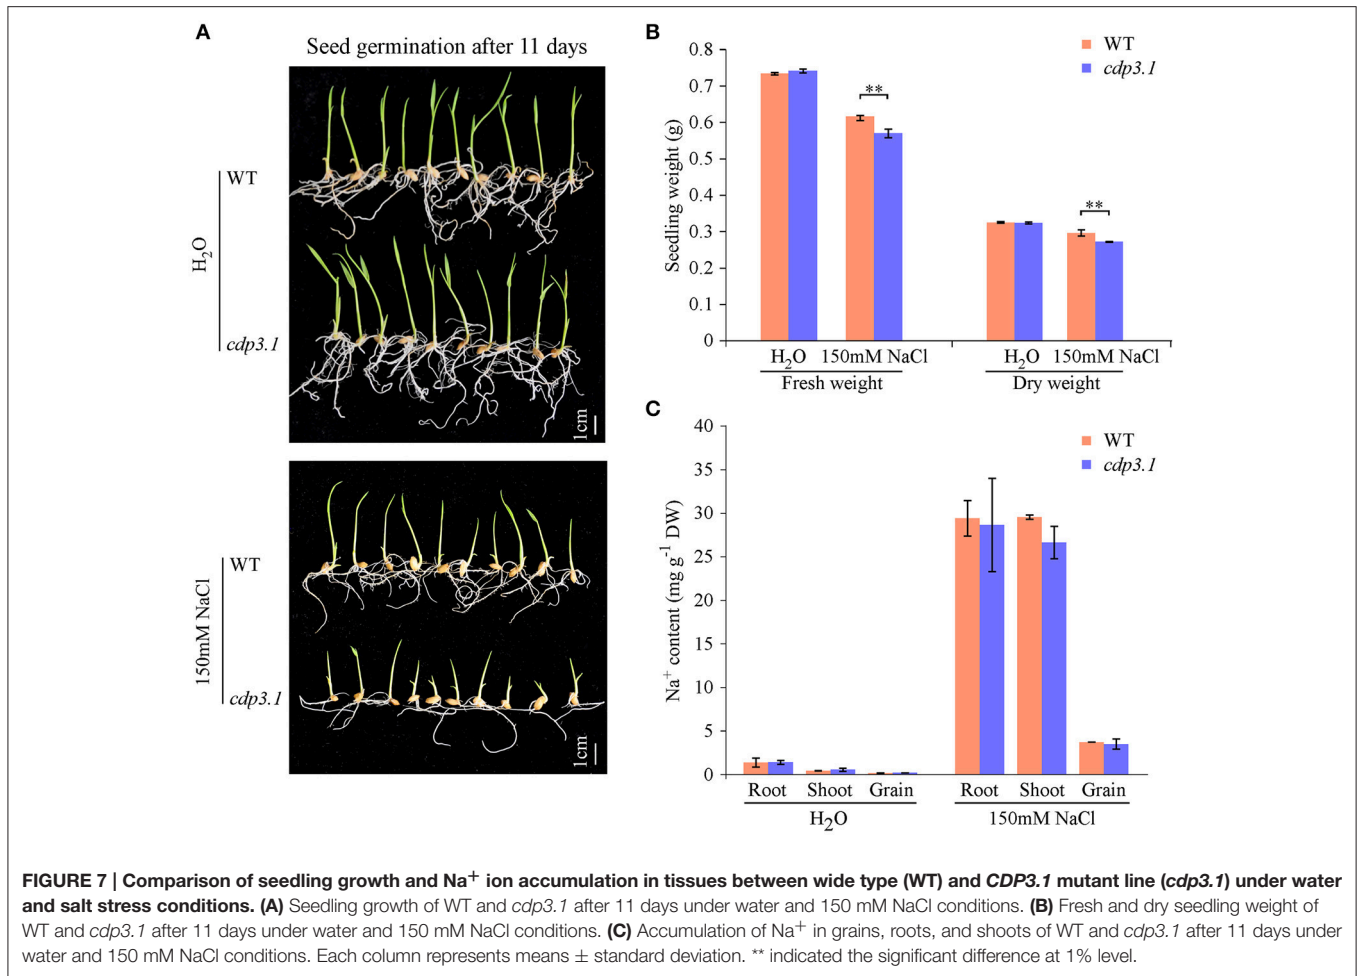 A
Seed germination after 11 days
WT
H₂O
cdp3.1
1cm
WT
150mM NaCl
cdp3.1
1cm
B
0.8
0.7
0.6
0.5
0.4
0.3
0.2
0.1
0
Seedling weight (g)
WT
cdp3.1
**
**
H₂O 150mM NaCl H₂O 150mM NaCl
Fresh weight Dry weight
C
40
35
30
25
20
15
10
5
0
Na⁺ content (mg g⁻¹ DW)
WT
cdp3.1
Root Shoot Grain Root Shoot Grain
H₂O 150mM NaCl
FIGURE 7 | Comparison of seedling growth and Na⁺ ion accumulation in tissues between wide type (WT) and CDP3.1 mutant line (cdp3.1) under water
and salt stress conditions. (A) Seedling growth of WT and cdp3.1 after 11 days under water and 150 mM NaCl conditions. (B) Fresh and dry seedling weight of
WT and cdp3.1 after 11 days under water and 150 mM NaCl conditions. (C) Accumulation of Na⁺ in grains, roots, and shoots of WT and cdp3.1 after 11 days under
water and 150 mM NaCl conditions. Each column represents means ± standard deviation. ** indicated the significant difference at 1% level.